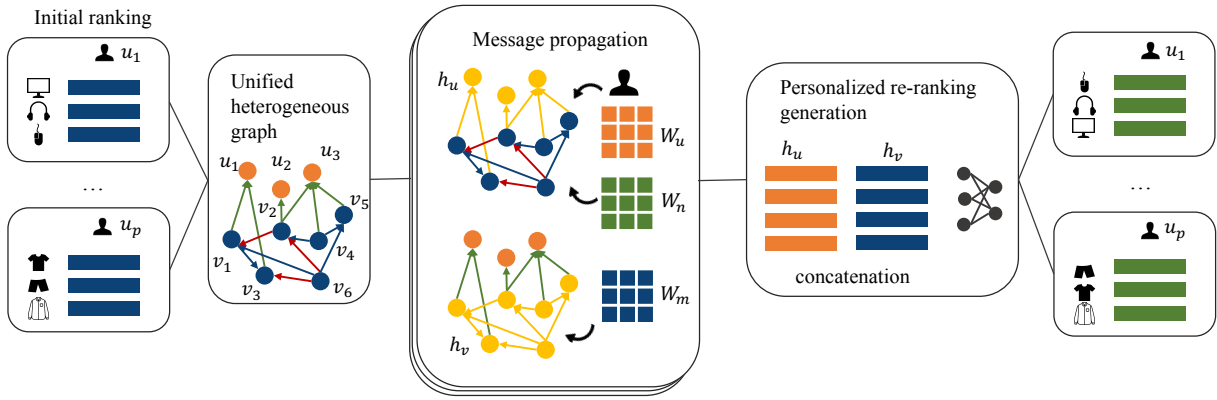 Initial ranking
u₁
...
uₚ
Unified
heterogeneous
graph
u₁ u₂ u₃
v₂ v₅
v₁ v₄
v₃ v₆
Message propagation
hᵤ
Wᵤ
Wₙ
Wₘ
hᵥ
Personalized re-ranking
generation
hᵤ hᵥ
concatenation
u₁
...
uₚ